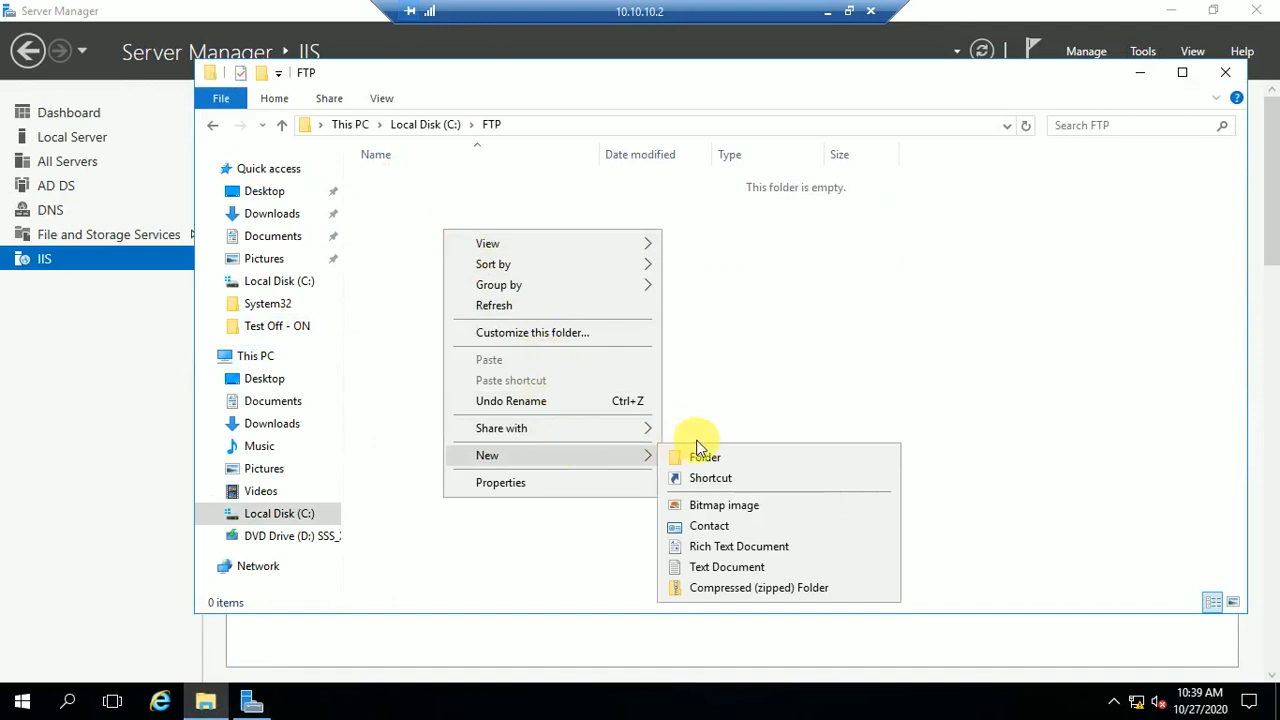 Server Manager
10.10.10.2
Server Manager ▸ IIS
Manage Tools View Help
FTP
File Home Share View
This PC > Local Disk (C:) > FTP
Search FTP
Name Date modified Type Size
This folder is empty.
Dashboard
Local Server
All Servers
AD DS
DNS
File and Storage Services
IIS
Quick access
Desktop
Downloads
Documents
Pictures
Local Disk (C:)
System32
Test Off - ON
This PC
Desktop
Documents
Downloads
Music
Pictures
Videos
Local Disk (C:)
DVD Drive (D:) SSS_
Network
0 items
View
Sort by
Group by
Refresh
Customize this folder...
Paste
Paste shortcut
Undo Rename Ctrl+Z
Share with
New
Properties
Folder
Shortcut
Bitmap image
Contact
Rich Text Document
Text Document
Compressed (zipped) Folder
10:39 AM
10/27/2020